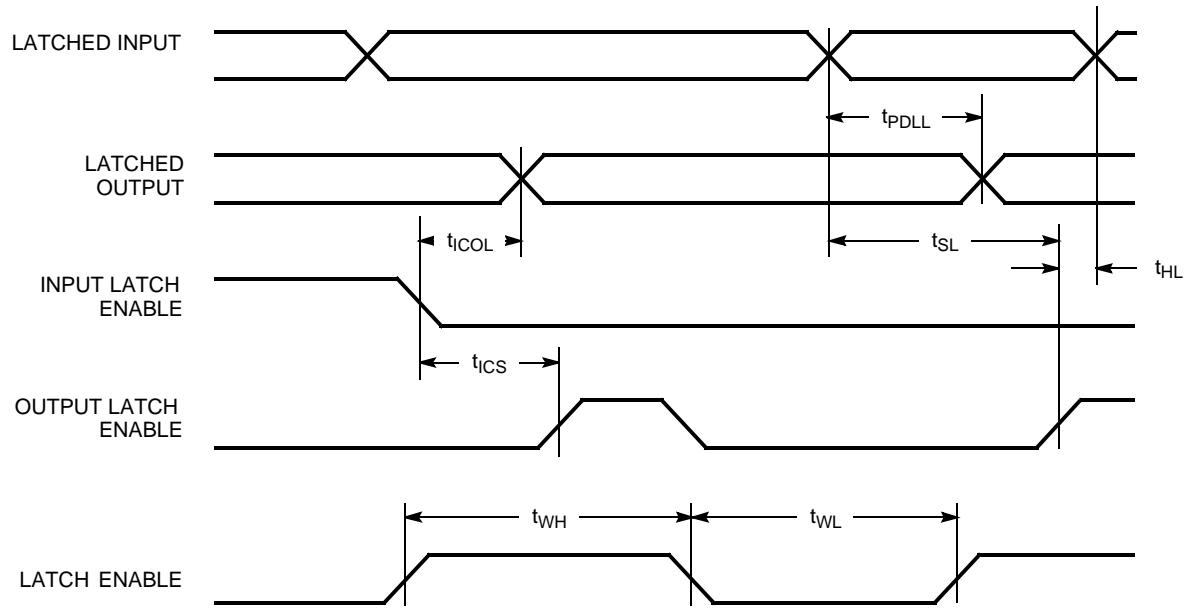 LATCHED INPUT
tPDLL
LATCHED
OUTPUT
tICOL
tSL
tHL
INPUT LATCH
ENABLE
tICS
OUTPUT LATCH
ENABLE
tWH
tWL
LATCH ENABLE